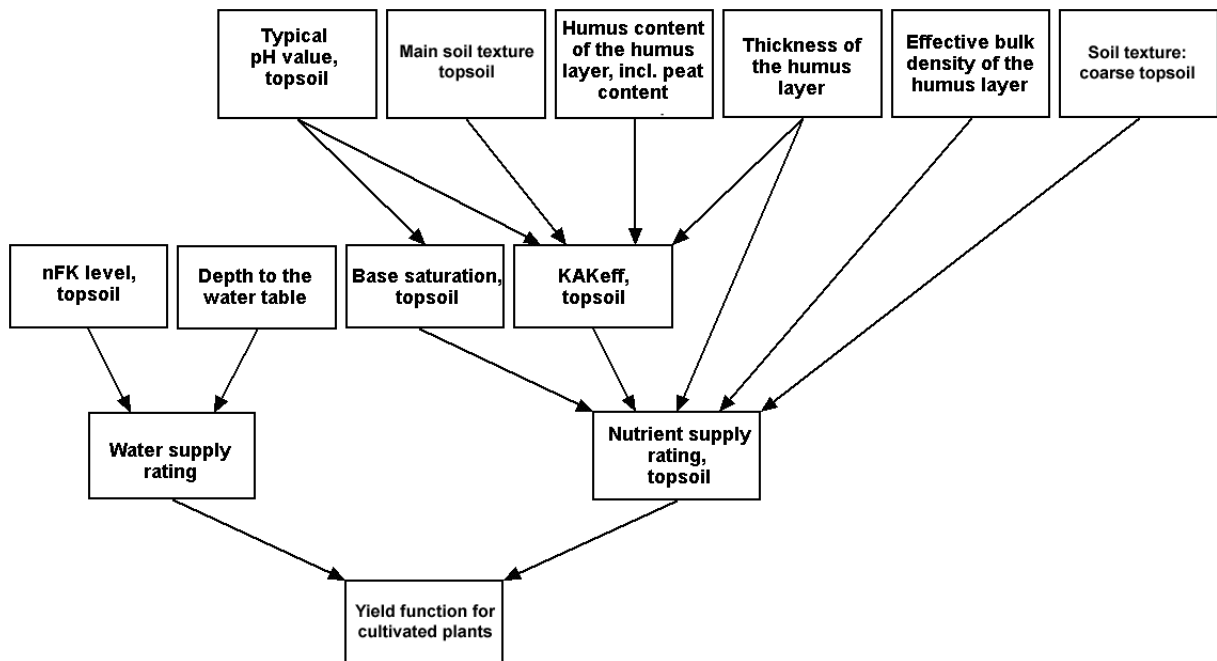 Typical
pH value,
topsoil
Main soil texture
topsoil
Humus content
of the humus
layer, incl. peat
content
Thickness of
the humus
layer
Effective bulk
density of the
humus layer
Soil texture:
coarse topsoil
nFK level,
topsoil
Depth to the
water table
Base saturation,
topsoil
KAKeff,
topsoil
Water supply
rating
Nutrient supply
rating,
topsoil
Yield function for
cultivated plants